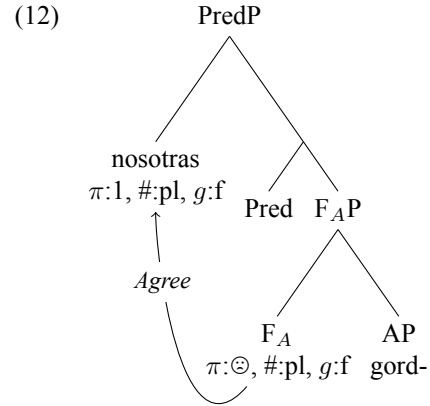 (12) PredP
nosotras
π:1, #:pl, g:f
Pred F_AP
Agree
F_A AP
π:☹, #:pl, g:f gord-